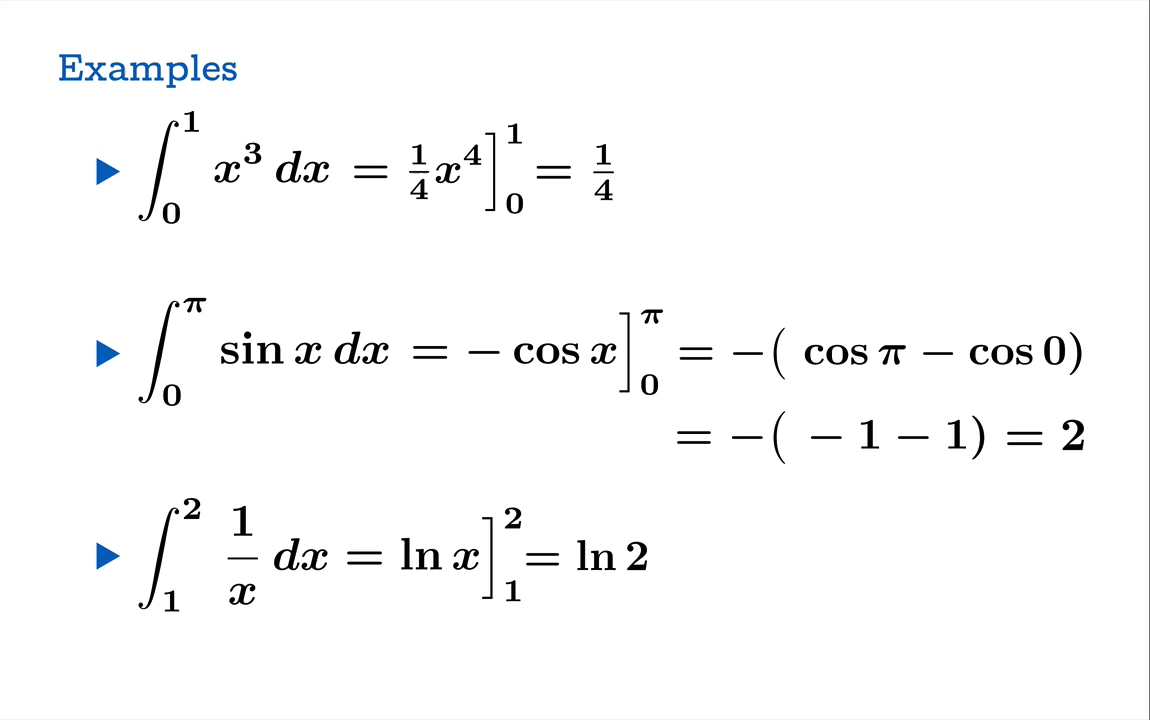 Examples
▶ ∫₀¹ x³ dx = ¼x⁴]₀¹ = ¼
▶ ∫₀^π sin x dx = − cos x]₀^π = −( cos π − cos 0)
= −( − 1 − 1) = 2
▶ ∫₁² 1/x dx = ln x]₁² = ln 2